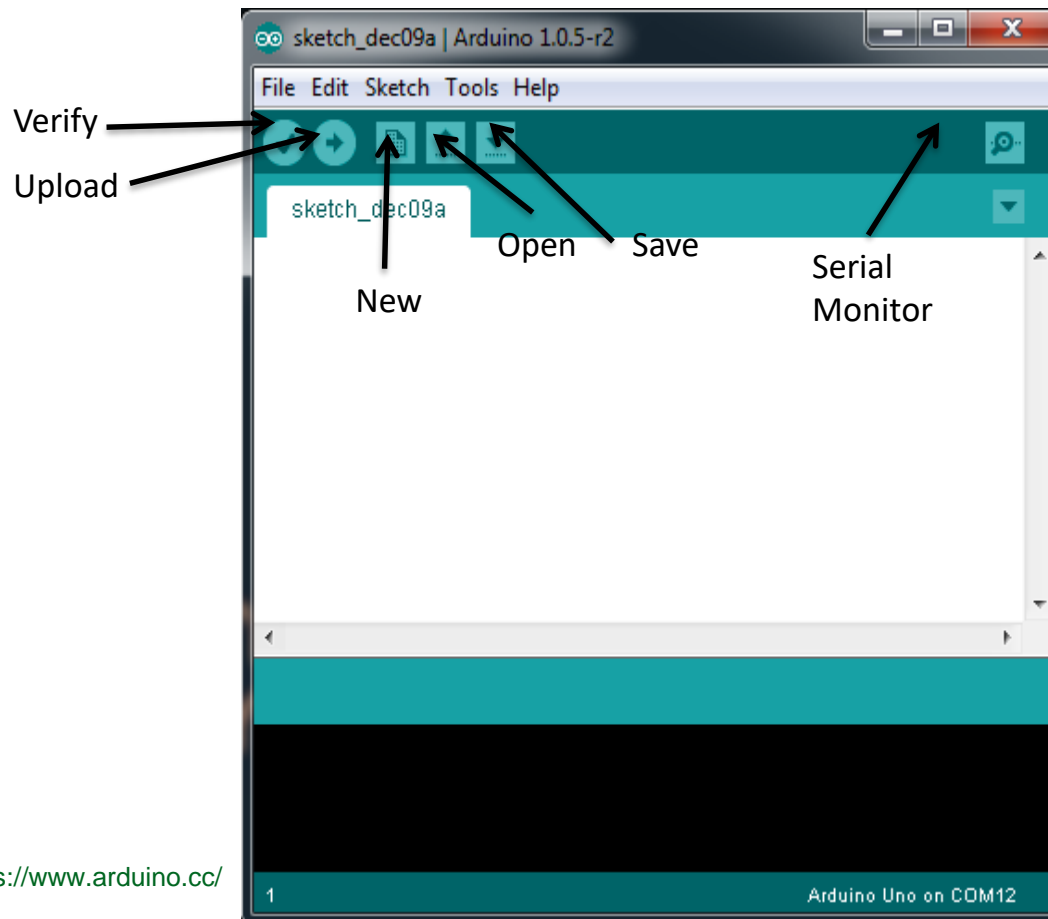 sketch_dec09a | Arduino 1.0.5-r2
File Edit Sketch Tools Help
Verify
Upload
sketch_dec09a
Open
Save
New
Serial
Monitor
s://www.arduino.cc/
1
Arduino Uno on COM12